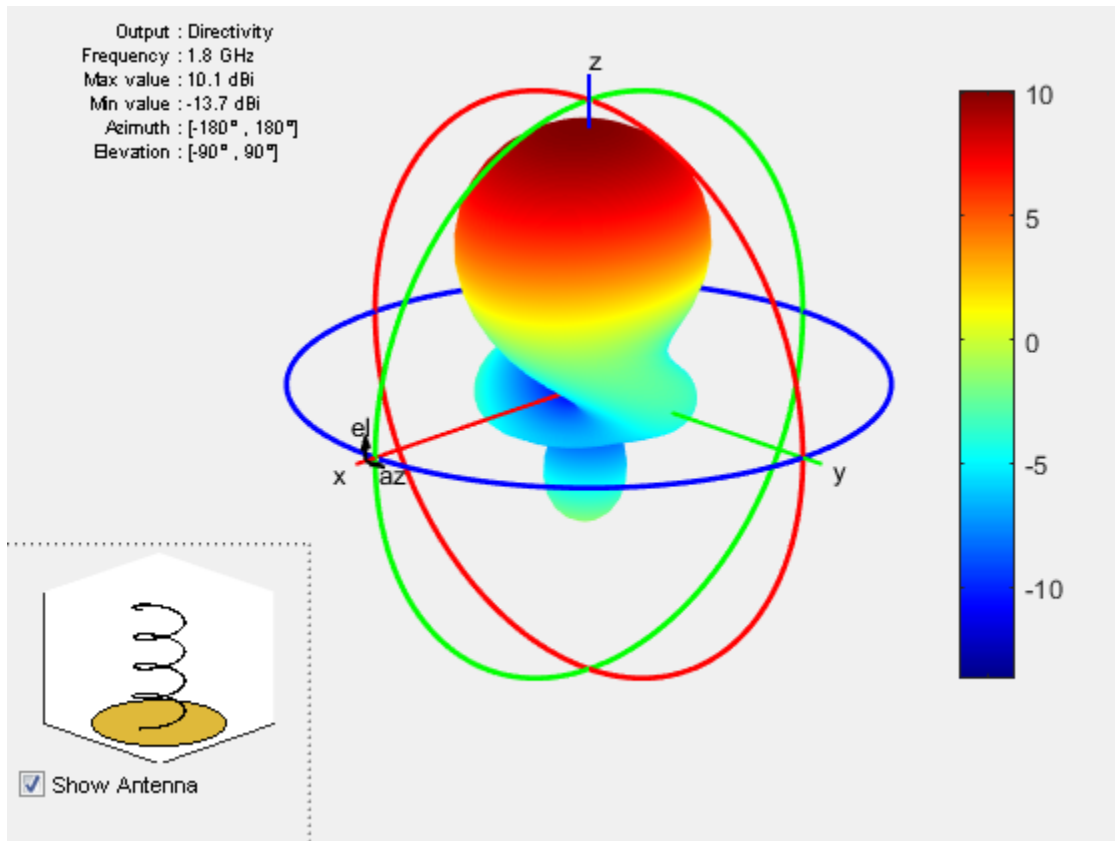 Output : Directivity
Frequency : 1.8 GHz
Max value : 10.1 dBi
Min value : -13.7 dBi
Azimuth : [-180° , 180°]
Elevation : [-90° , 90°]
z
10
5
0
-5
-10
el
x
az
y
Show Antenna